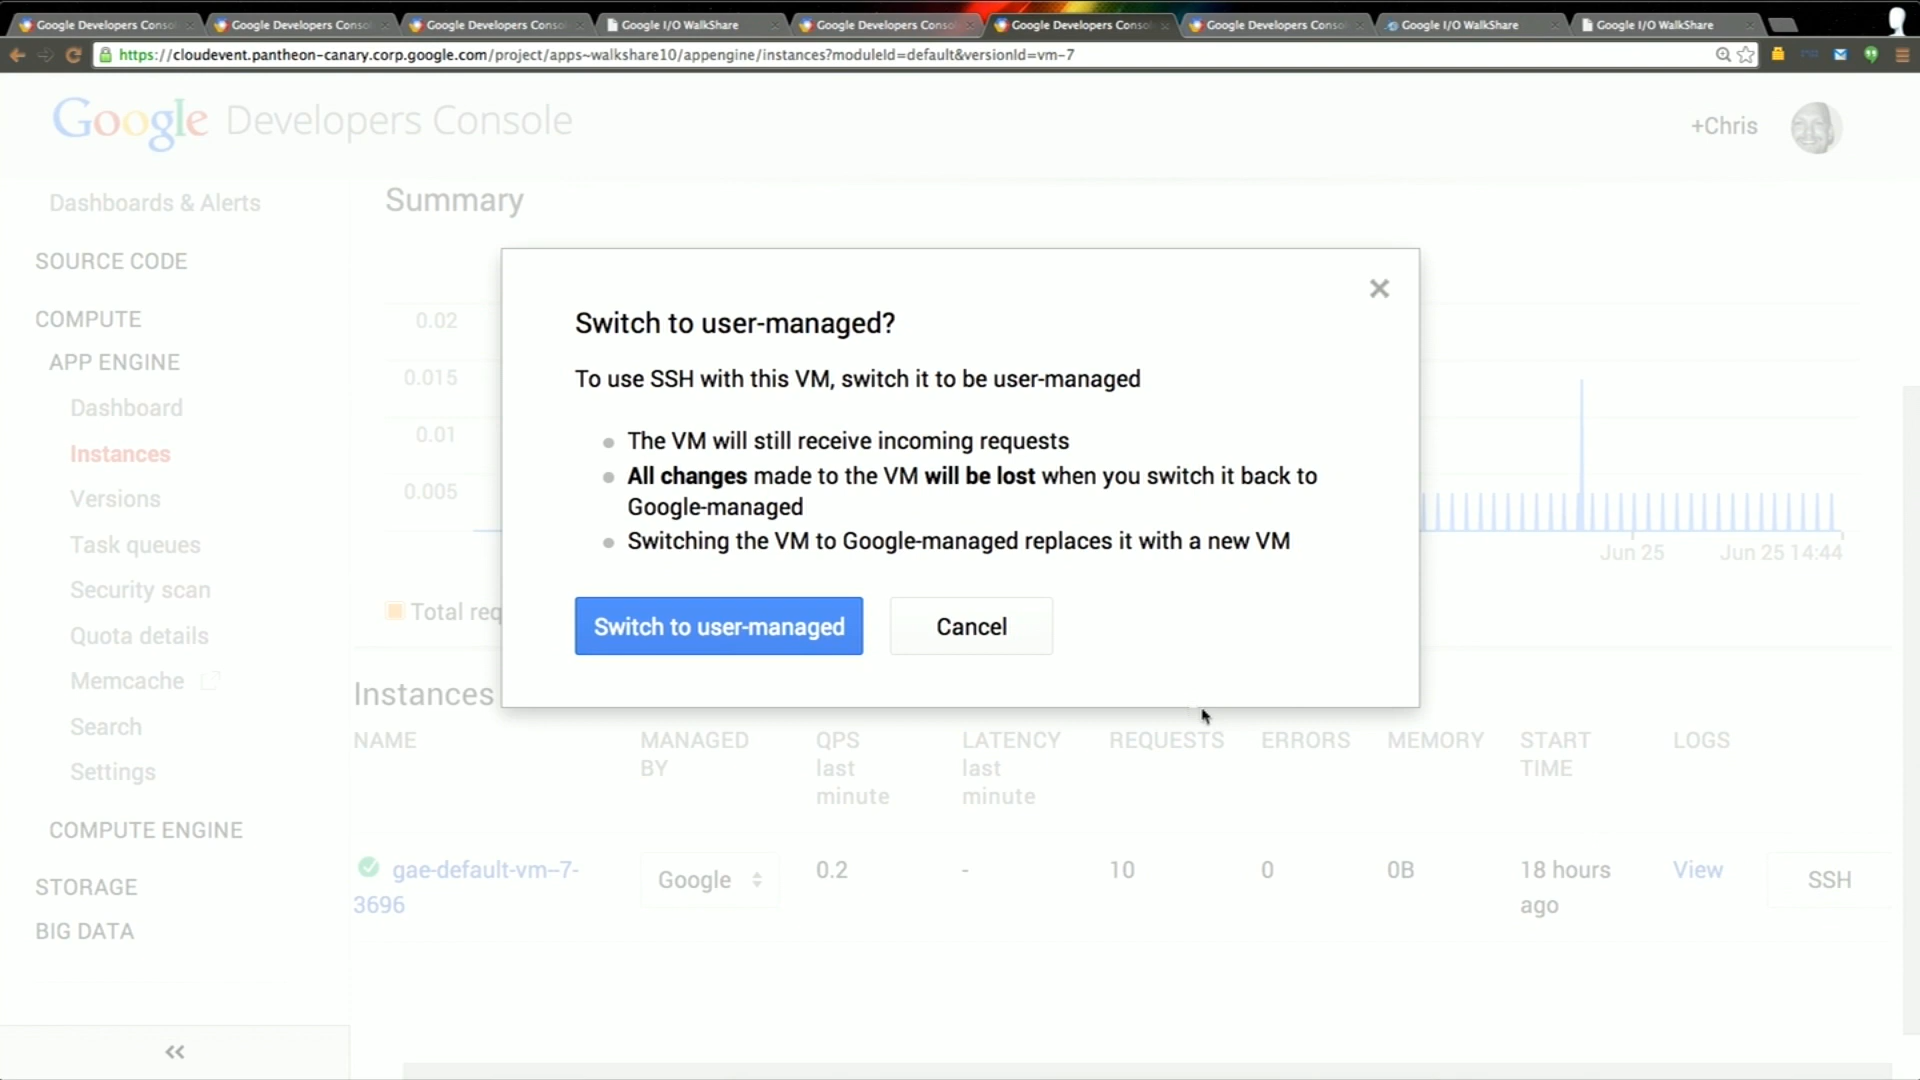 Google Developers Conso
Google Developers Conso
Google Developers Conso
Google I/O WalkShare
Google Developers Conso
Google Developers Conso
Google Developers Conso
Google I/O WalkShare
Google I/O WalkShare
https://cloudevent.pantheon-canary.corp.google.com/project/apps~walkshare10/appengine/instances?moduleId=default&versionId=vm-7
Google Developers Console
+Chris
Dashboards & Alerts
SOURCE CODE
COMPUTE
APP ENGINE
Dashboard
Instances
Versions
Task queues
Security scan
Quota details
Memcache
Search
Settings
COMPUTE ENGINE
STORAGE
BIG DATA
«
Summary
0.02
0.015
0.01
0.005
Jun 25
Jun 25 14:44
Total req
Switch to user-managed?
To use SSH with this VM, switch it to be user-managed
The VM will still receive incoming requests
All changes made to the VM will be lost when you switch it back to
Google-managed
Switching the VM to Google-managed replaces it with a new VM
Switch to user-managed
Cancel
Instances
NAME
MANAGED
BY
QPS
last
minute
LATENCY
last
minute
REQUESTS
ERRORS
MEMORY
START
TIME
LOGS
gae-default-vm--7-
3696
Google
0.2
-
10
0
0B
18 hours
ago
View
SSH